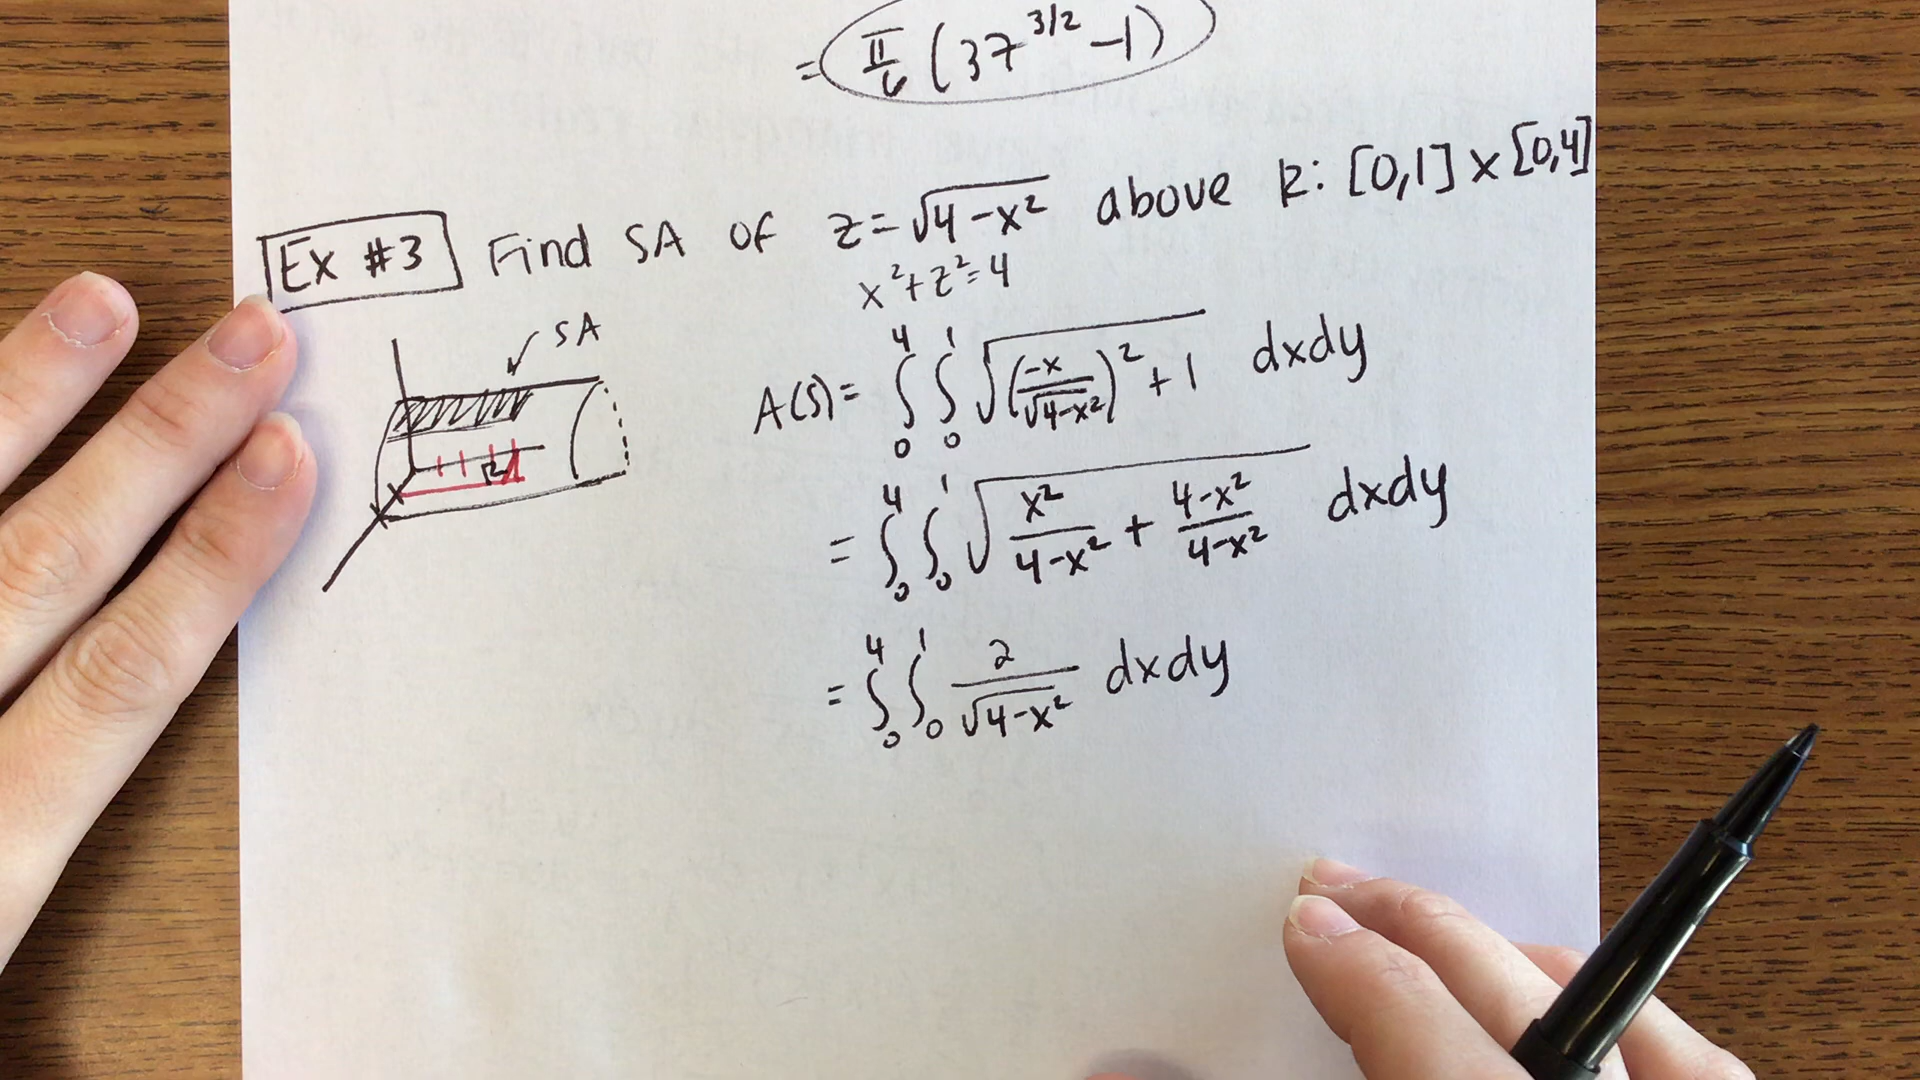 = π/6 (37^3/2 -1)
Ex #3 Find SA of z=√4-x² above R: [0,1] x [0,4]
x²+z²=4
SA
R
A(S)= ∫₀⁴ ∫₀¹ √(-x/√4-x²)² + 1 dxdy
= ∫₀⁴ ∫₀¹ √x²/4-x² + 4-x²/4-x² dxdy
= ∫₀⁴ ∫₀¹ 2/√4-x² dxdy